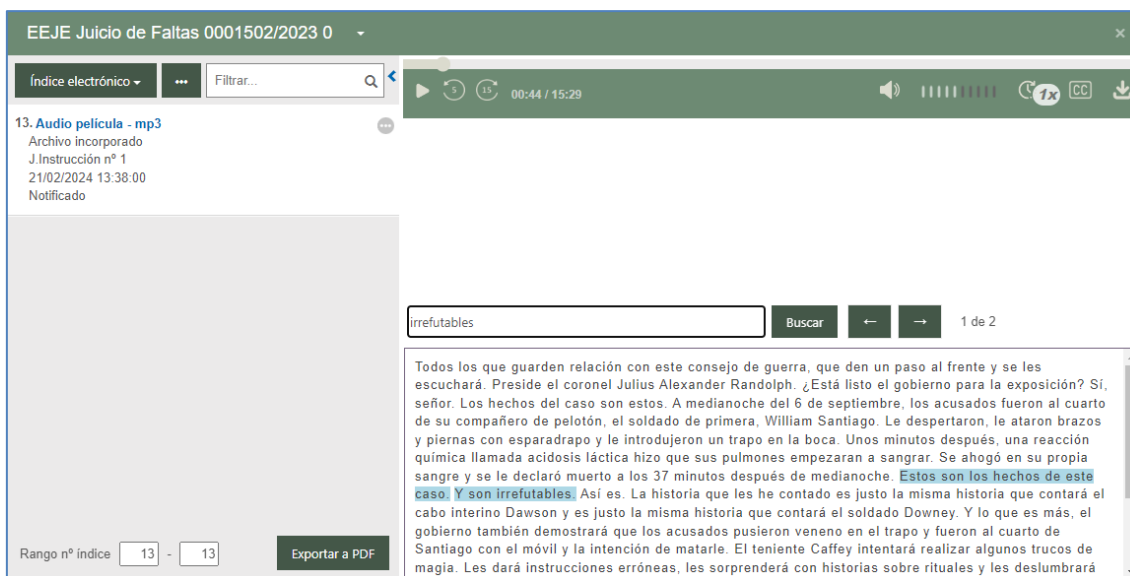 EEJE Juicio de Faltas 0001502/2023 0
Índice electrónico
Filtrar...
13. Audio película - mp3
Archivo incorporado
J.Instrucción nº 1
21/02/2024 13:38:00
Notificado
Rango nº índice 13 - 13
Exportar a PDF
5 15 00:44 / 15:29 1x CC
irrefutables Buscar ← → 1 de 2
Todos los que guarden relación con este consejo de guerra, que den un paso al frente y se les
escuchará. Preside el coronel Julius Alexander Randolph. ¿Está listo el gobierno para la exposición? Sí,
señor. Los hechos del caso son estos. A medianoche del 6 de septiembre, los acusados fueron al cuarto
de su compañero de pelotón, el soldado de primera, William Santiago. Le despertaron, le ataron brazos
y piernas con esparadrapo y le introdujeron un trapo en la boca. Unos minutos después, una reacción
química llamada acidosis láctica hizo que sus pulmones empezaran a sangrar. Se ahogó en su propia
sangre y se le declaró muerto a los 37 minutos después de medianoche. Estos son los hechos de este
caso. Y son irrefutables. Así es. La historia que les he contado es justo la misma historia que contará el
cabo interino Dawson y es justo la misma historia que contará el soldado Downey. Y lo que es más, el
gobierno también demostrará que los acusados pusieron veneno en el trapo y fueron al cuarto de
Santiago con el móvil y la intención de matarle. El teniente Caffey intentará realizar algunos trucos de
magia. Les dará instrucciones erróneas, les sorprenderá con historias sobre rituales y les deslumbrará